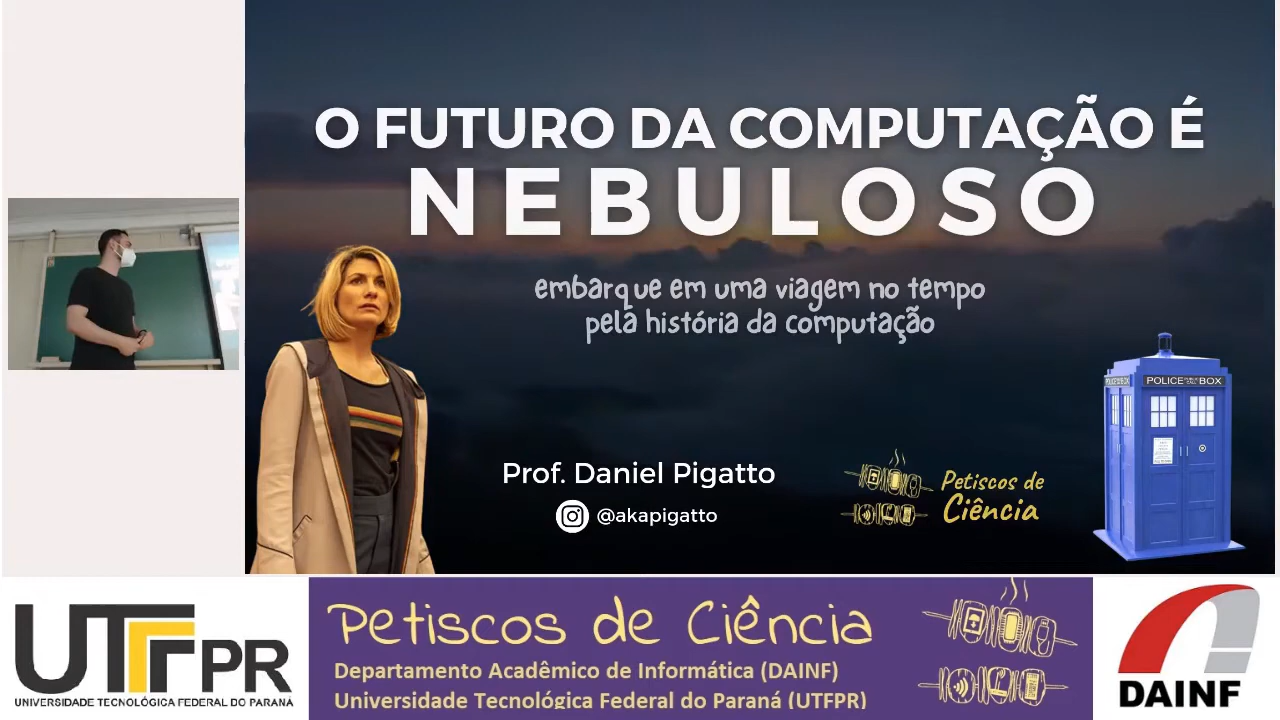 O FUTURO DA COMPUTAÇÃO É
NEBULOSO
embarque em uma viagem no tempo
pela história da computação
Prof. Daniel Pigatto
@akapigatto
Petiscos de
Ciência
POLICE BOX
POLICE BOX
UTFPR
UNIVERSIDADE TECNOLÓGICA FEDERAL DO PARANÁ
Petiscos de Ciência
Departamento Acadêmico de Informática (DAINF)
Universidade Tecnológica Federal do Paraná (UTFPR)
DAINF